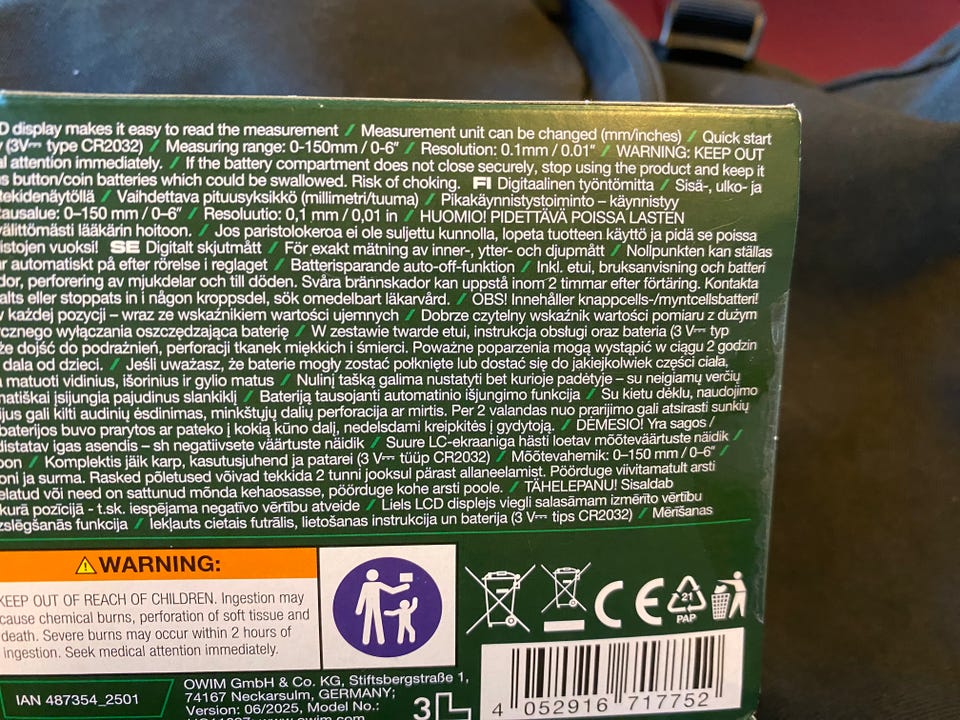 D display makes it easy to read the measurement / Measurement unit can be changed (mm/inches) / Quick start
(3V⎓ type CR2032) / Measuring range: 0-150mm / 0-6″ / Resolution: 0.1mm / 0.01″ / WARNING: KEEP OUT
al attention immediately. / If the battery compartment does not close securely, stop using the product and keep it
s button/coin batteries which could be swallowed. Risk of choking. FI Digitaalinen työntömitta / Sisä-, ulko- ja
tekidenäytöllä / Vaihdettava pituusyksikkö (millimetri/tuuma) / Pikakäynnistystoiminto – käynnistyy
ausalue: 0–150 mm / 0–6″ / Resoluutio: 0,1 mm / 0,01 in / HUOMIO! PIDETTÄVÄ POISSA LASTEN
välittömästi lääkärin hoitoon. / Jos paristolokeroa ei ole suljettu kunnolla, lopeta tuotteen käyttö ja pidä se poissa
istojen vuoksi! SE Digitalt skjutmått / För exakt mätning av inner-, ytter- och djupmått / Nollpunkten kan ställas
r automatiskt på efter rörelse i reglaget / Batterisparande auto-off-funktion / Inkl. etui, bruksanvisning och batteri
dor, perforering av mjukdelar och till döden. Svåra brännskador kan uppstå inom 2 timmar efter förtäring. Kontakta
alts eller stoppats in i någon kroppsdel, sök omedelbart läkarvård. / OBS! Innehåller knappcells-/myntcellsbatteri!
v każdej pozycji – wraz ze wskaźnikiem wartości ujemnych / Dobrze czytelny wskaźnik wartości pomiaru z dużym
ycznego wyłączania oszczędzająca baterię / W zestawie twarde etui, instrukcja obsługi oraz bateria (3 V⎓ typ
że dojść do podrażnień, perforacji tkanek miękkich i śmierci. Poważne poparzenia mogą wystąpić w ciągu 2 godzin
dala od dzieci. / Jeśli uważasz, że baterie mogły zostać połknięte lub dostać się do jakiejkolwiek części ciała,
matuoti vidinius, išorinius ir gylio matus / Nulinį tašką galima nustatyti bet kurioje padėtyje – su neigiamų verčių
matiškai įsijungia pajudinus slankiklį / Bateriją tausojanti automatinio išjungimo funkcija / Su kietu dėklu, naudojimo
ijus gali kilti audinių ėsdinimas, minkštųjų dalių perforacija ar mirtis. Per 2 valandas nuo prarijimo gali atsirasti sunkių
baterijos buvo prarytos ar pateko į kokią kūno dalį, nedelsdami kreipkitės į gydytoją. / DĖMESIO! Yra sagos /
distatav igas asendis – sh negatiivsete väärtuste näidik / Suure LC-ekraaniga hästi loetav mõõteväärtuste näidik /
oon / Komplektis jäik karp, kasutusjuhend ja patarei (3 V⎓ tüüp CR2032) / Mõõtevahemik: 0–150 mm / 0–6″ /
oni ja surma. Rasked põletused võivad tekkida 2 tunni jooksul pärast allaneelamist. Pöörduge viivitamatult arsti
elatud või need on sattunud mõnda kehaosasse, pöörduge kohe arsti poole. / TÄHELEPANU! Sisaldab
kurā pozīcijā - t.sk. iespējama negatīvo vērtību atveide / Liels LCD displejs viegli salasāmam izmērīto vērtību
zslēgšanās funkcija / Iekļauts cietais futrālis, lietošanas instrukcija un baterija (3 V⎓ tips CR2032) / Mērīšanas
WARNING:
KEEP OUT OF REACH OF CHILDREN. Ingestion may
cause chemical burns, perforation of soft tissue and
death. Severe burns may occur within 2 hours of
ingestion. Seek medical attention immediately.
CE
21
PAP
IAN 487354_2501
OWIM GmbH & Co. KG, Stiftsbergstraße 1,
74167 Neckarsulm, GERMANY;
Version: 06/2025, Model No.:
3L
4 052916 717752